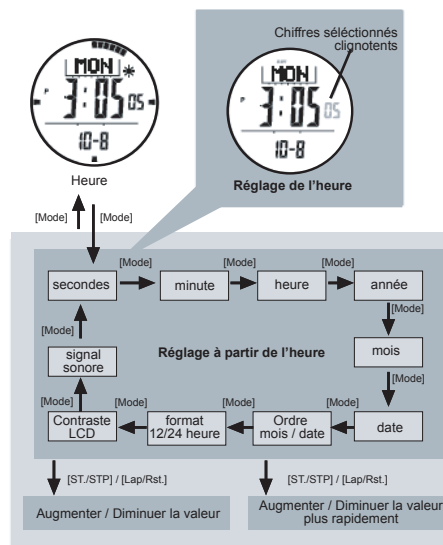 Chiffres séléctionnés
clignotents
MON
P
3:05 05
10-8
MON
P
3:05 05
10-8
Heure
Réglage de l'heure
[Mode]
[Mode]
[Mode]
[Mode]
[Mode]
secondes
minute
heure
année
[Mode]
[Mode]
signal
sonore
Réglage à partir de l'heure
mois
[Mode]
[Mode]
[Mode]
[Mode]
[Mode]
Contraste
LCD
format
12/24 heure
Ordre
mois / date
date
[ST./STP] / [Lap/Rst.]
[ST./STP] / [Lap/Rst.]
Augmenter / Diminuer la valeur
Augmenter / Diminuer la valeur
plus rapidement